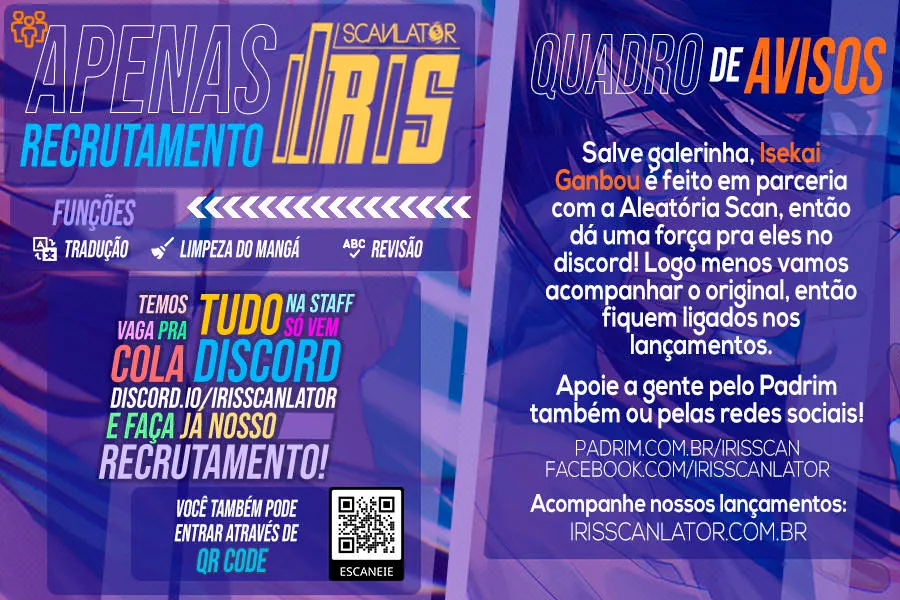 APENAS
RECRUTAMENTO
SCANLATOR
IRIS
FUNÇÕES
TRADUÇÃO
LIMPEZA DO MANGÁ
ABC
REVISÃO
TEMOS
VAGA PRA
TUDO
NA STAFF
SÓ VEM
COLA DISCORD
DISCORD.IO/IRISSCANLATOR
E FAÇA JÁ NOSSO
RECRUTAMENTO!
VOCÊ TAMBÉM PODE
ENTRAR ATRAVÉS DE
QR CODE
ESCANEIE
QUADRO DE AVISOS
Salve galerinha, Isekai
Ganbou é feito em parceria
com a Aleatória Scan, então
dá uma força pra eles no
discord! Logo menos vamos
acompanhar o original, então
fiquem ligados nos
lançamentos.
Apoie a gente pelo Padrim
também ou pelas redes sociais!
PADRIM.COM.BR/IRISSCAN
FACEBOOK.COM/IRISSCANLATOR
Acompanhe nossos lançamentos:
IRISSCANLATOR.COM.BR